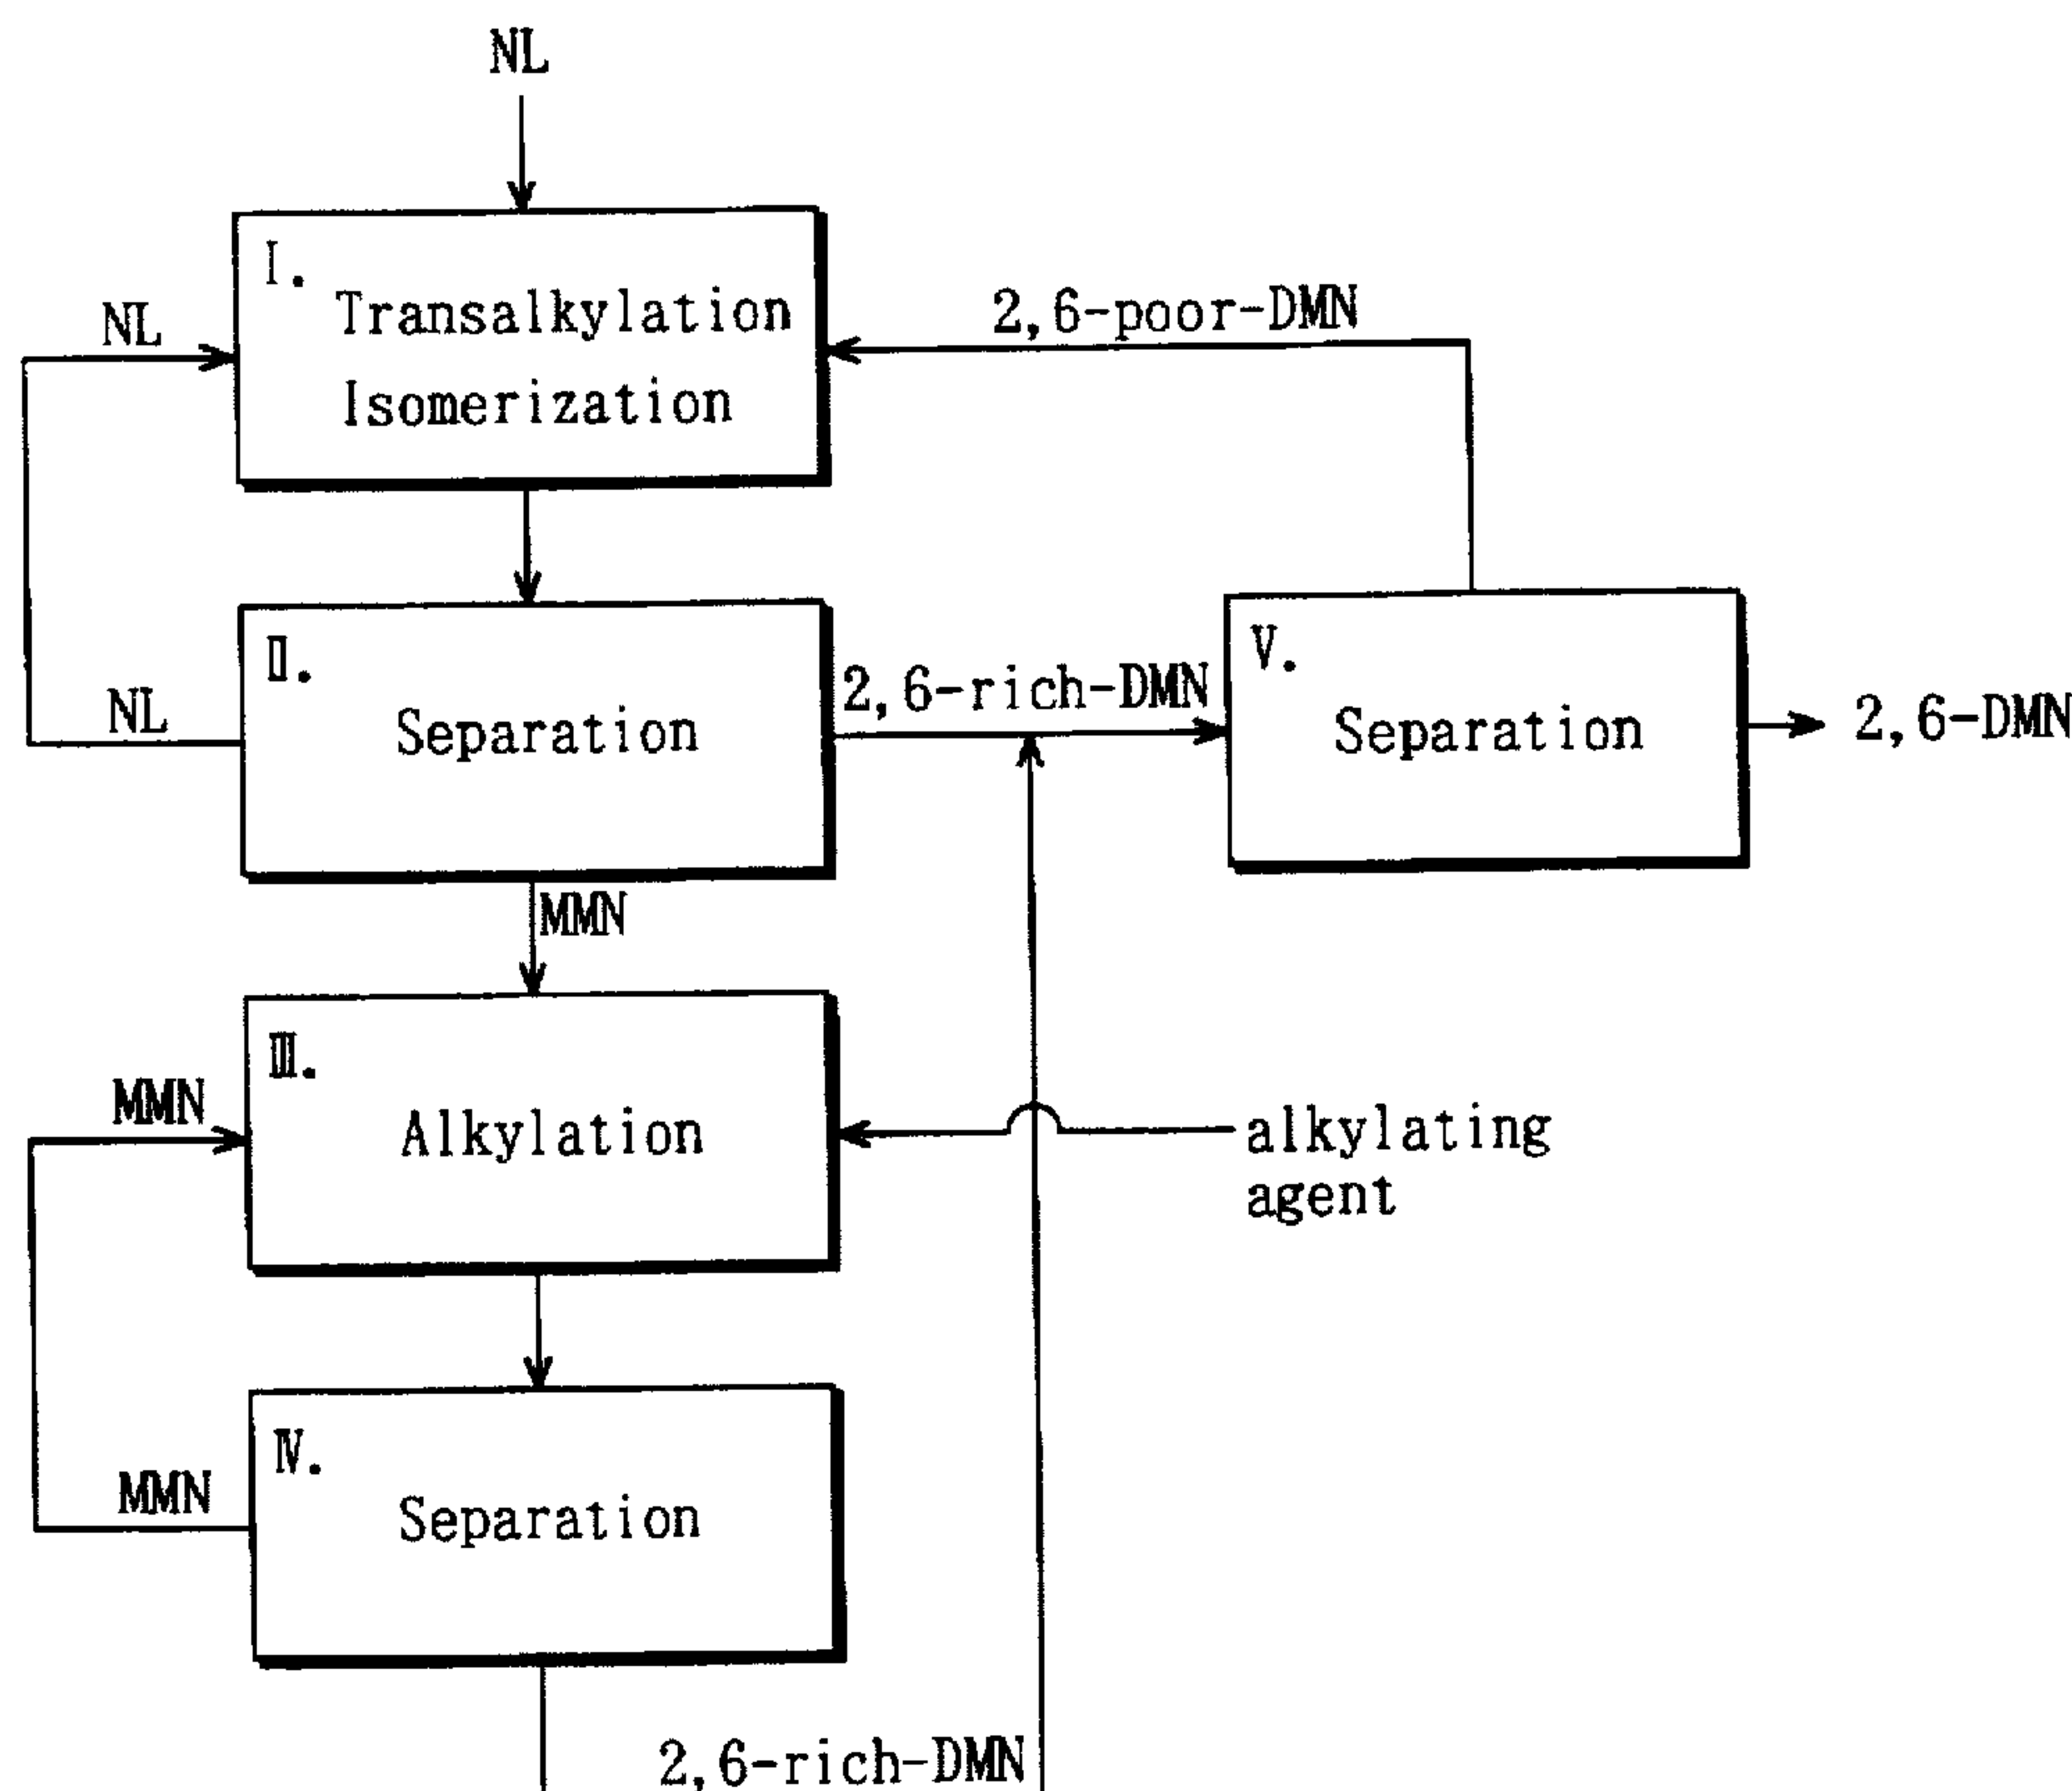 NL
I.
Transalkylation
Isomerization
NL
2,6-poor-DMN
II.
Separation
NL
2,6-rich-DMN
V.
Separation
2,6-DMN
MMN
III.
Alkylation
MMN
alkylating
agent
IV.
Separation
MMN
2,6-rich-DMN